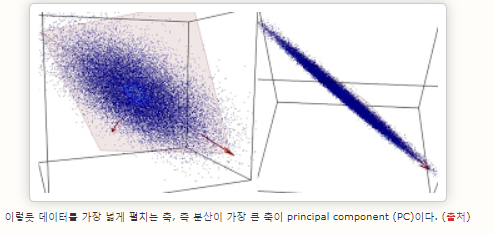 이렇듯 데이터를 가장 넓게 펼치는 축, 즉 분산이 가장 큰 축이 principal component (PC)이다. (출처)